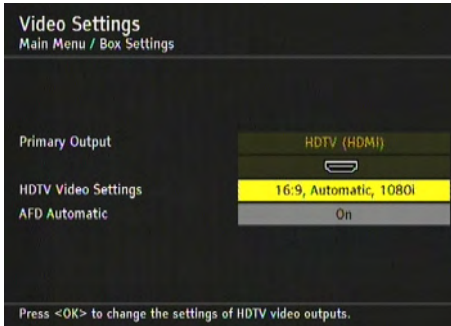 Video Settings
Main Menu / Box Settings
Primary Output HDTV (HDMI)
HDTV Video Settings 16:9, Automatic, 1080i
AFD Automatic On
Press <OK> to change the settings of HDTV video outputs.